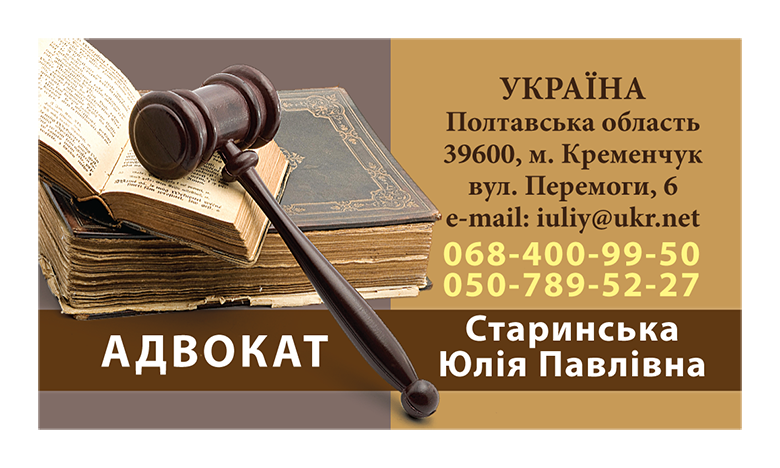 УКРАЇНА
Полтавська область
39600, м. Кременчук
вул. Перемоги, 6
e-mail: iuliy@ukr.net
068-400-99-50
050-789-52-27
АДВОКАТ
Старинська
Юлія Павлівна